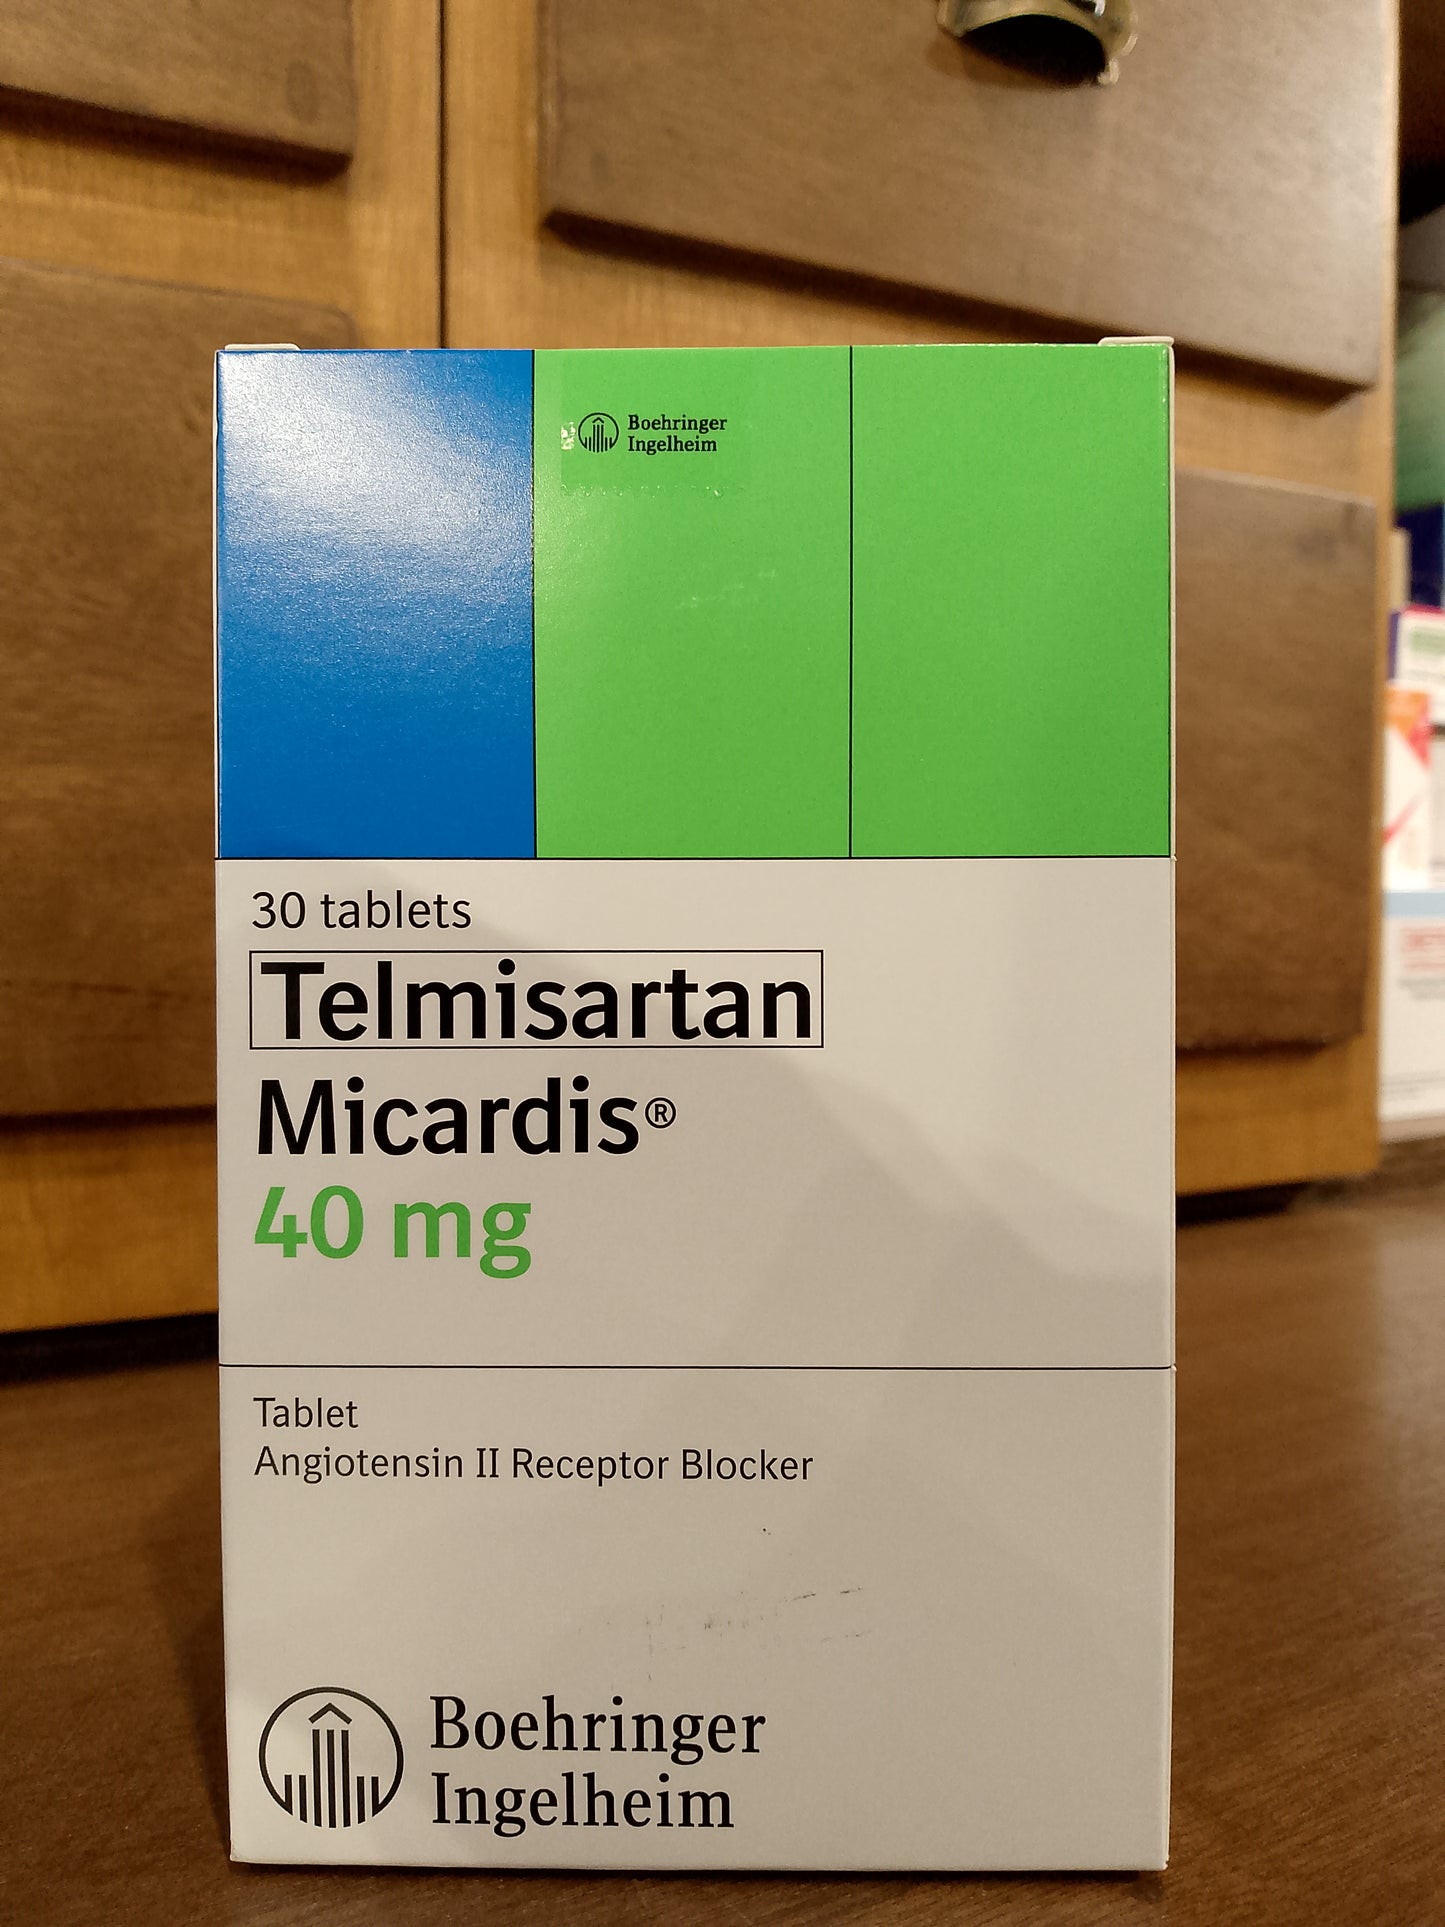 Boehringer
Ingelheim
30 tablets
Telmisartan
Micardis®
40 mg
Tablet
Angiotensin II Receptor Blocker
Boehringer
Ingelheim